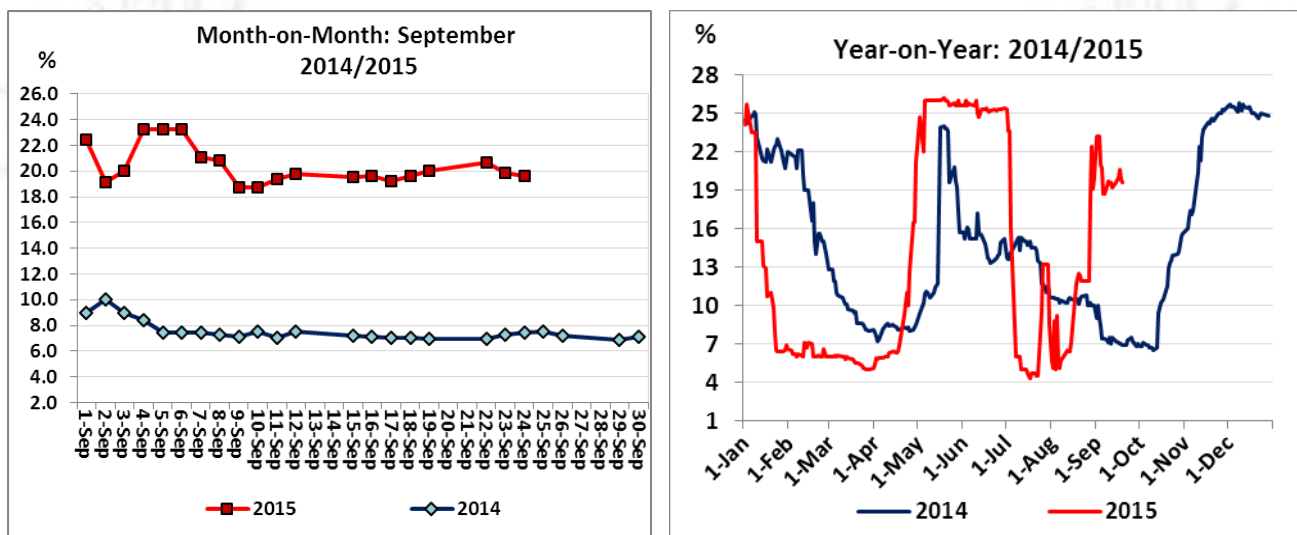 Month-on-Month: September
2014/2015
%
26.0
24.0
22.0
20.0
18.0
16.0
14.0
12.0
10.0
8.0
6.0
4.0
2.0
1-Sep
2-Sep
3-Sep
4-Sep
5-Sep
6-Sep
7-Sep
8-Sep
9-Sep
10-Sep
11-Sep
12-Sep
13-Sep
14-Sep
15-Sep
16-Sep
17-Sep
18-Sep
19-Sep
20-Sep
21-Sep
22-Sep
23-Sep
24-Sep
25-Sep
26-Sep
27-Sep
28-Sep
29-Sep
30-Sep
2015
2014
%
Year-on-Year: 2014/2015
28
25
22
19
16
13
10
7
4
1
1-Jan
1-Feb
1-Mar
1-Apr
1-May
1-Jun
1-Jul
1-Aug
1-Sep
1-Oct
1-Nov
1-Dec
2014
2015